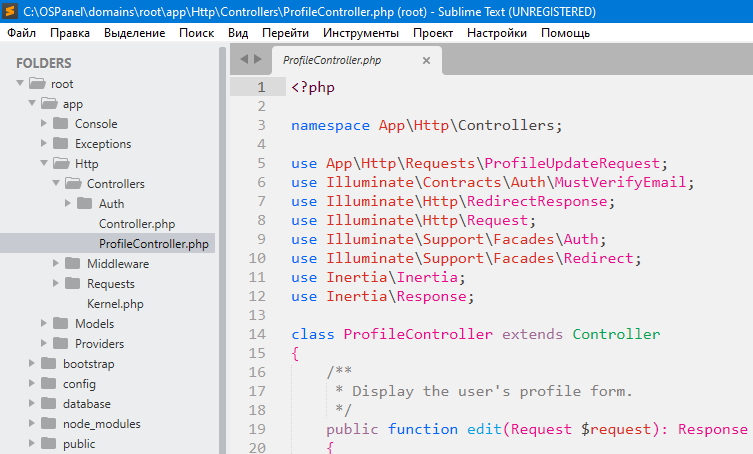 C:\OSPanel\domains\root\app\Http\Controllers\ProfileController.php (root) - Sublime Text (UNREGISTERED)
Файл Правка Выделение Поиск Вид Перейти Инструменты Проект Настройки Помощь
FOLDERS
root
app
Console
Exceptions
Http
Controllers
Auth
Controller.php
ProfileController.php
Middleware
Requests
Kernel.php
Models
Providers
bootstrap
config
database
node_modules
public
ProfileController.php ×
1 <?php
2
3 namespace App\Http\Controllers;
4
5 use App\Http\Requests\ProfileUpdateRequest;
6 use Illuminate\Contracts\Auth\MustVerifyEmail;
7 use Illuminate\Http\RedirectResponse;
8 use Illuminate\Http\Request;
9 use Illuminate\Support\Facades\Auth;
10 use Illuminate\Support\Facades\Redirect;
11 use Inertia\Inertia;
12 use Inertia\Response;
13
14 class ProfileController extends Controller
15 {
16 /**
17 * Display the user's profile form.
18 */
19 public function edit(Request $request): Response
20 {